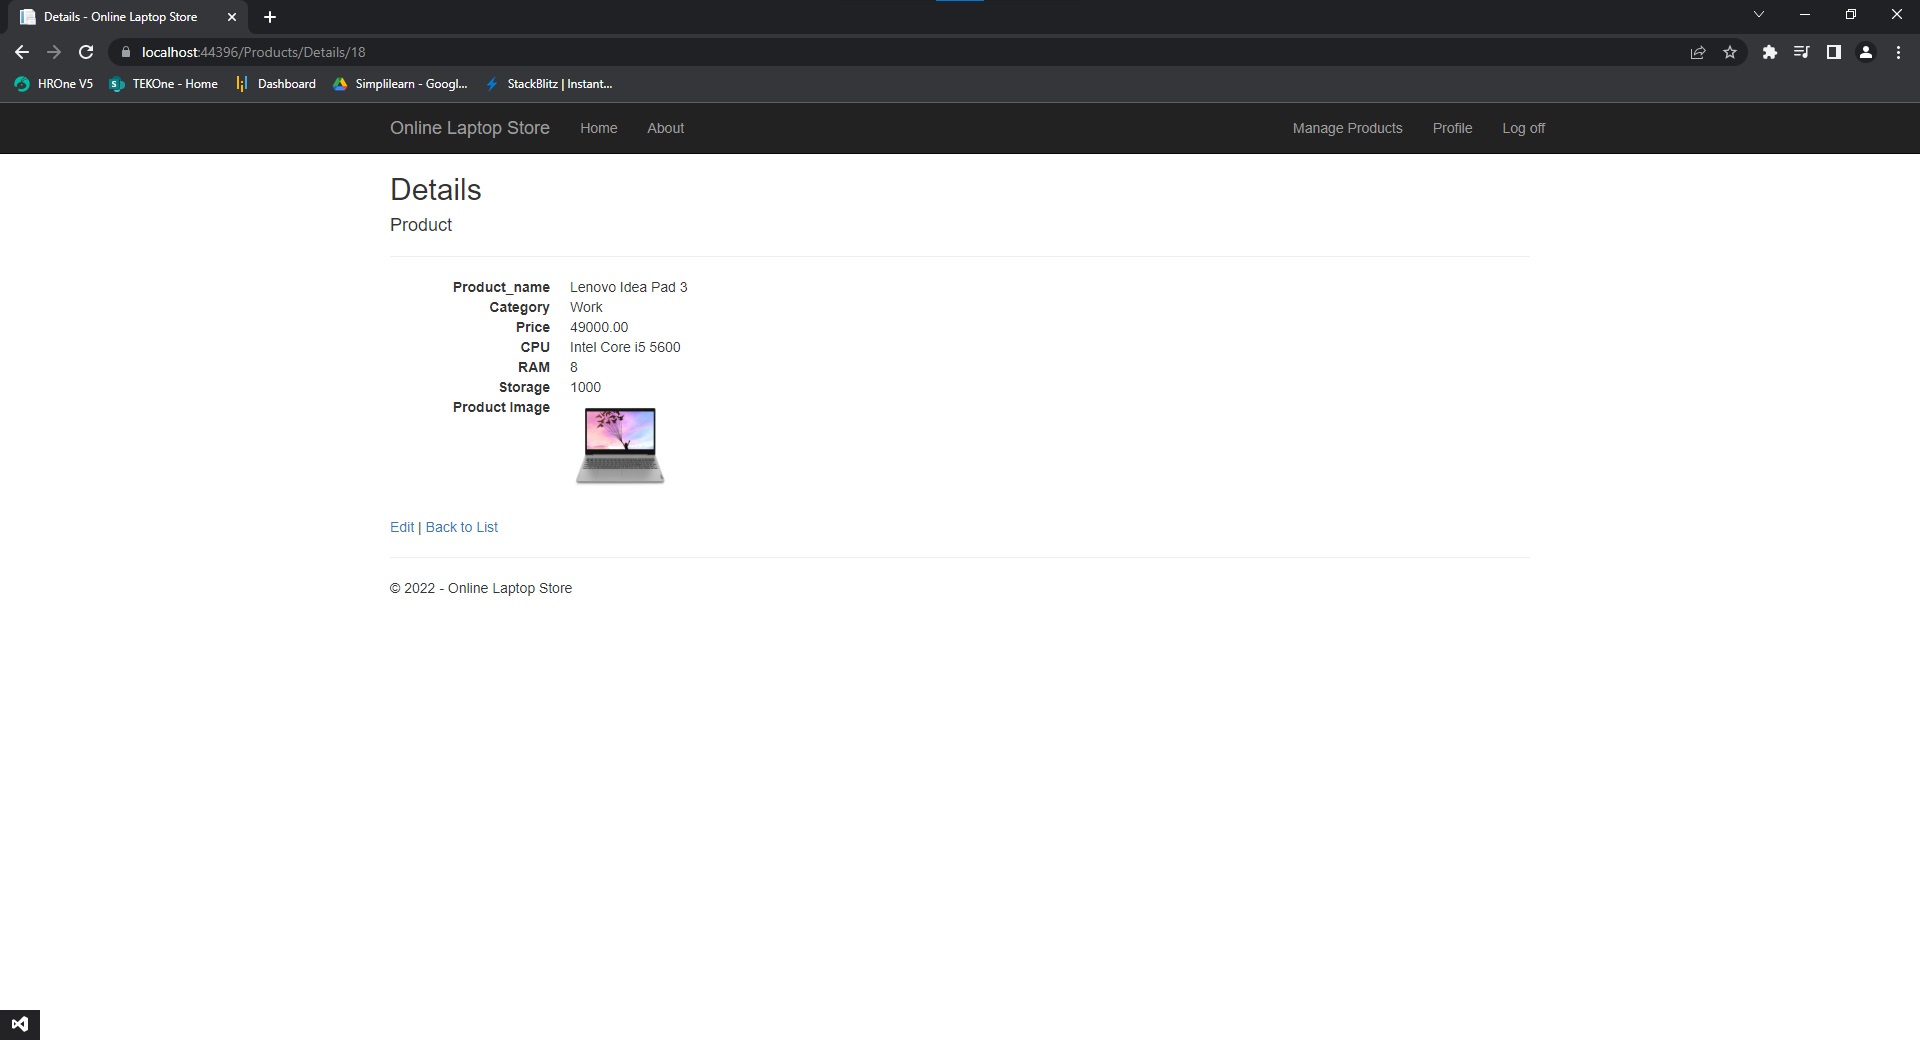 Details - Online Laptop Store
localhost:44396/Products/Details/18
HROne V5
TEKOne - Home
Dashboard
Simplilearn - Googl...
StackBlitz | Instant...
Online Laptop Store
Home
About
Manage Products
Profile
Log off
Details
Product
Product_name Lenovo Idea Pad 3
Category Work
Price 49000.00
CPU Intel Core i5 5600
RAM 8
Storage 1000
Product Image
Edit | Back to List
© 2022 - Online Laptop Store